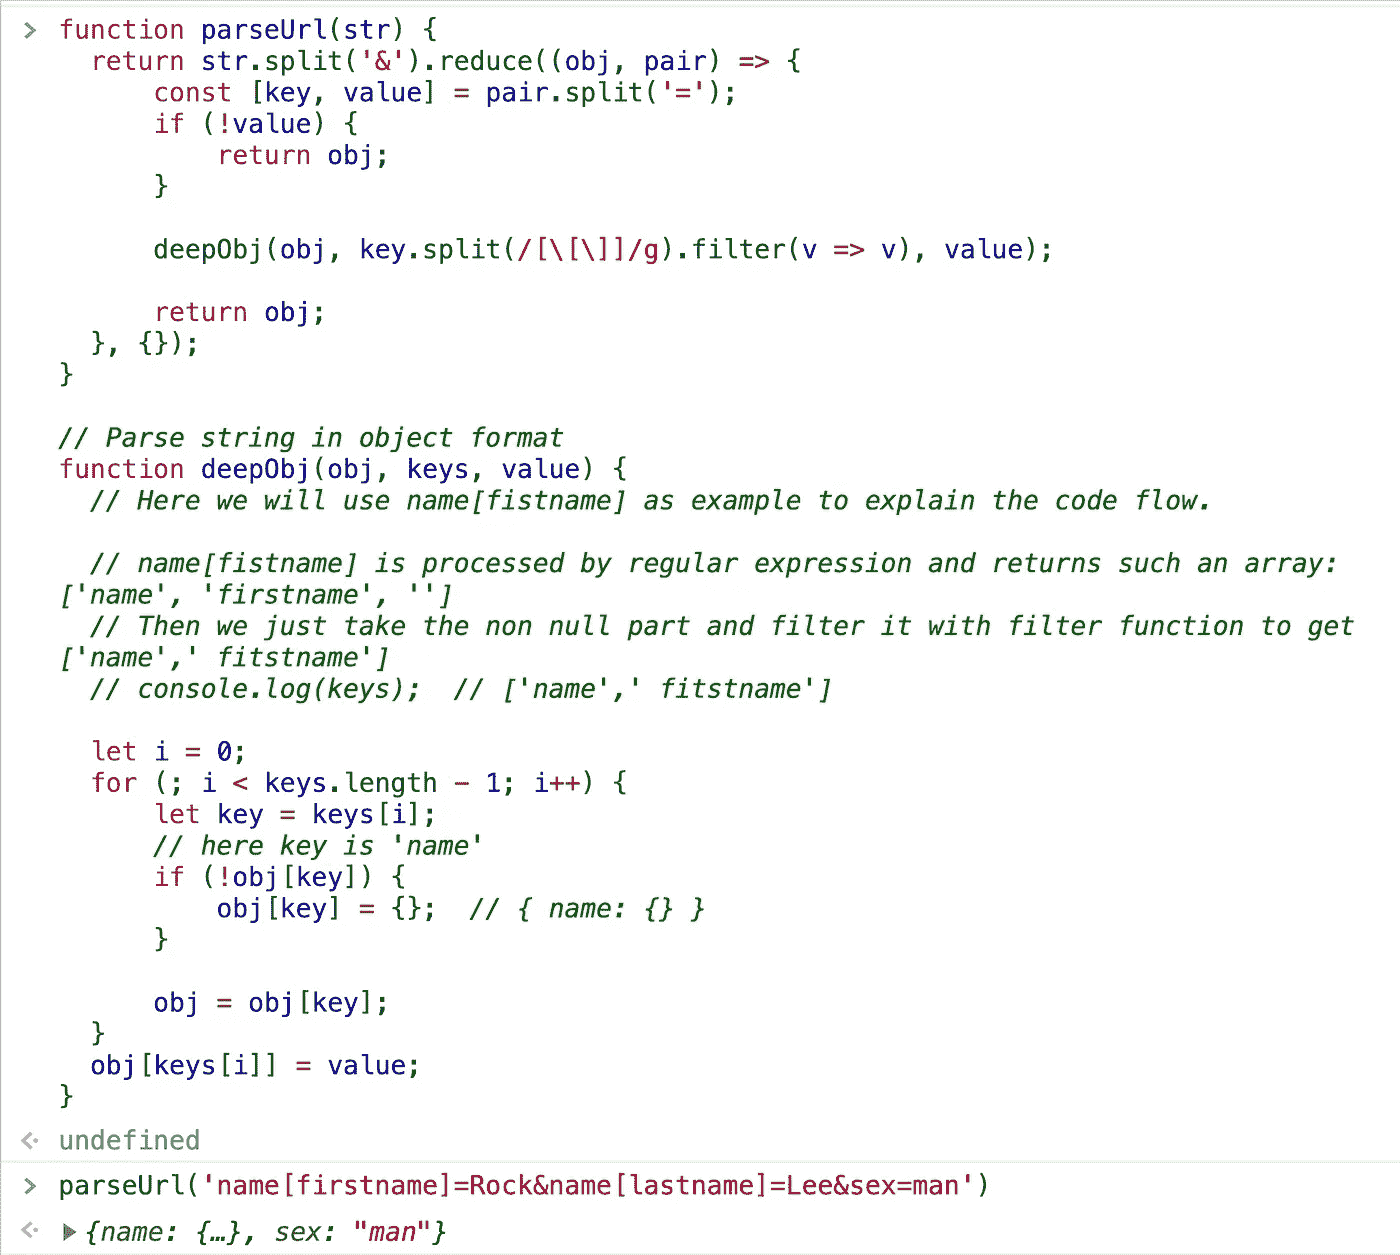 > function parseUrl(str) {
  return str.split('&').reduce((obj, pair) => {
      const [key, value] = pair.split('=');
      if (!value) {
          return obj;
      }

      deepObj(obj, key.split(/[\[\]]/g).filter(v => v), value);

      return obj;
  }, {});
}

// Parse string in object format
function deepObj(obj, keys, value) {
  // Here we will use name[fistname] as example to explain the code flow.

  // name[fistname] is processed by regular expression and returns such an array:
['name', 'firstname', '']
  // Then we just take the non null part and filter it with filter function to get
['name',' fitstname']
  // console.log(keys);  // ['name',' fitstname']

  let i = 0;
  for (; i < keys.length - 1; i++) {
      let key = keys[i];
      // here key is 'name'
      if (!obj[key]) {
          obj[key] = {};  // { name: {} }
      }

      obj = obj[key];
  }
  obj[keys[i]] = value;
}
undefined
> parseUrl('name[firstname]=Rock&name[lastname]=Lee&sex=man')
▶{name: {…}, sex: "man"}